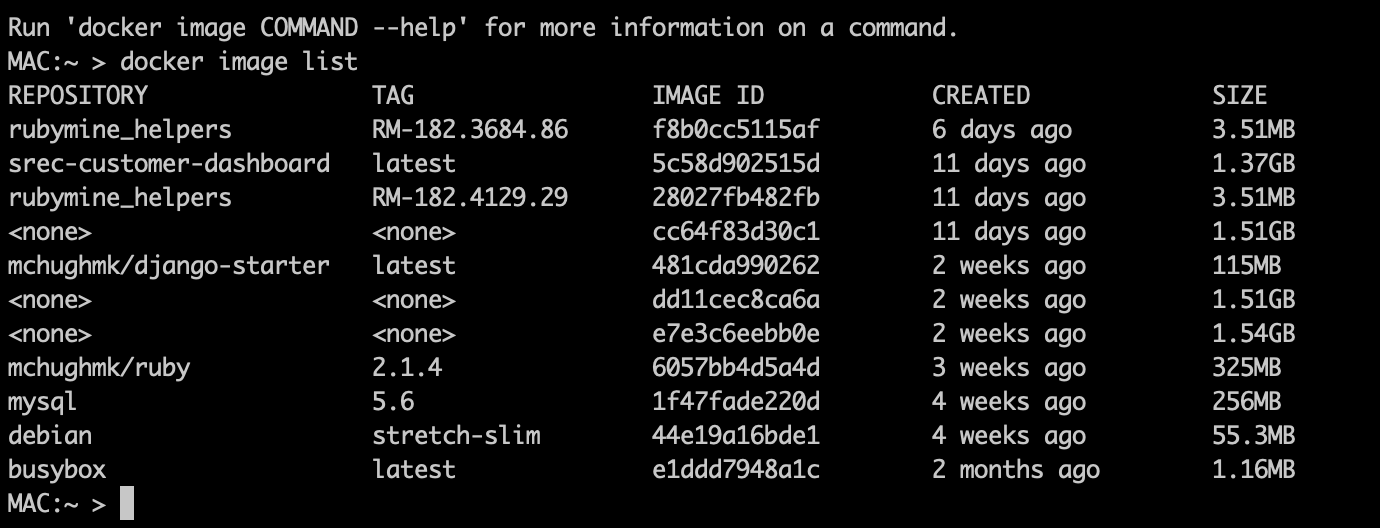 Run 'docker image COMMAND --help' for more information on a command.
MAC:~ > docker image list
REPOSITORY TAG IMAGE ID CREATED SIZE
rubymine_helpers RM-182.3684.86 f8b0cc5115af 6 days ago 3.51MB
srec-customer-dashboard latest 5c58d902515d 11 days ago 1.37GB
rubymine_helpers RM-182.4129.29 28027fb482fb 11 days ago 3.51MB
<none> <none> cc64f83d30c1 11 days ago 1.51GB
mchughmk/django-starter latest 481cda990262 2 weeks ago 115MB
<none> <none> dd11cec8ca6a 2 weeks ago 1.51GB
<none> <none> e7e3c6eebb0e 2 weeks ago 1.54GB
mchughmk/ruby 2.1.4 6057bb4d5a4d 3 weeks ago 325MB
mysql 5.6 1f47fade220d 4 weeks ago 256MB
debian stretch-slim 44e19a16bde1 4 weeks ago 55.3MB
busybox latest e1ddd7948a1c 2 months ago 1.16MB
MAC:~ >